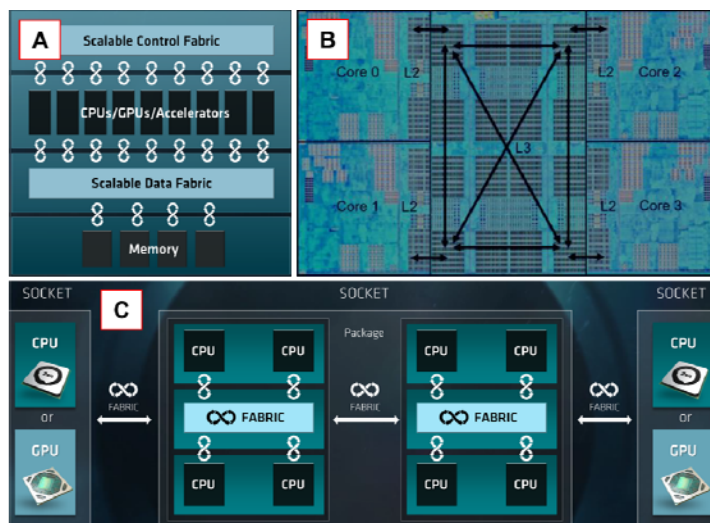 A
Scalable Control Fabric
CPUs/GPUs/Accelerators
Scalable Data Fabric
Memory
B
Core 0
L2
L2
Core 2
L3
Core 1
L2
L2
Core 3
C
SOCKET
SOCKET
SOCKET
CPU
or
GPU
FABRIC
Package
CPU
CPU
FABRIC
CPU
CPU
FABRIC
CPU
CPU
FABRIC
CPU
CPU
FABRIC
CPU
or
GPU